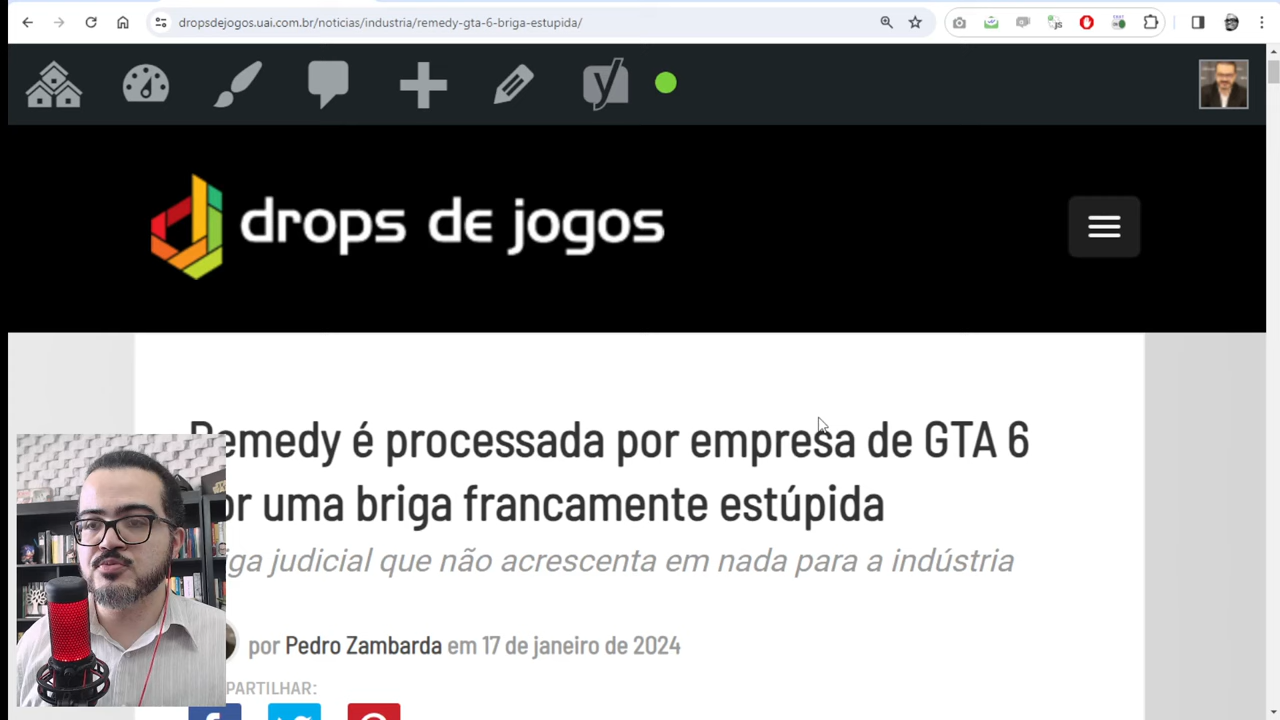 dropsdejogos.uai.com.br/noticias/industria/remedy-gta-6-briga-estupida/
drops de jogos
Remedy é processada por empresa de GTA 6
or uma briga francamente estúpida
iga judicial que não acrescenta em nada para a indústria
por Pedro Zambarda em 17 de janeiro de 2024
PARTILHAR: